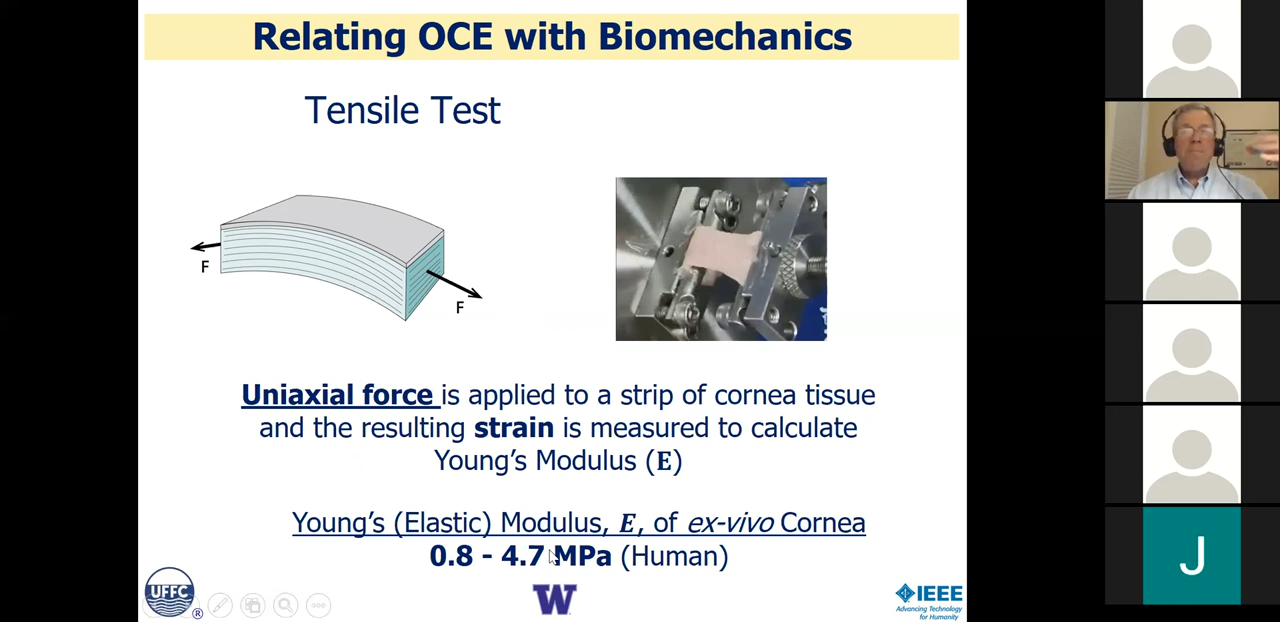 Relating OCE with Biomechanics
Tensile Test
F
F
Uniaxial force is applied to a strip of cornea tissue
and the resulting strain is measured to calculate
Young's Modulus (E)
Young's (Elastic) Modulus, E, of ex-vivo Cornea
0.8 - 4.7 MPa (Human)
UFFC
®
W
IEEE
Advancing Technology
for Humanity
J